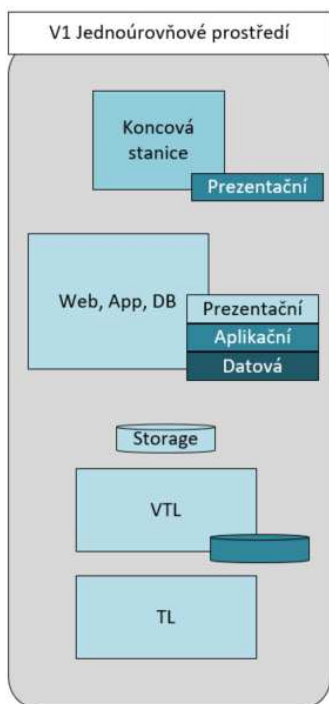 V1 Jednoúrovňové prostředí
Koncová
stanice
Prezentační
Web, App, DB
Prezentační
Aplikační
Datová
Storage
VTL
TL